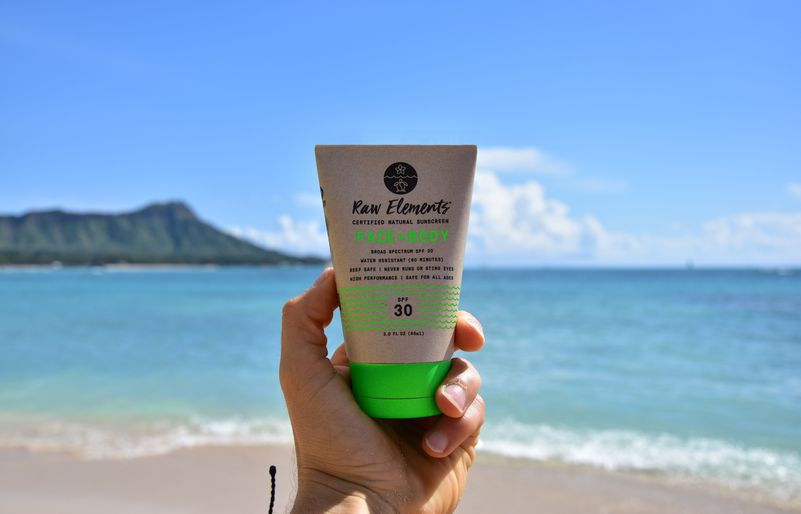 Raw Elements
CERTIFIED NATURAL SUNSCREEN
FACE+BODY
BROAD SPECTRUM SPF 30
WATER RESISTANT (80 MINUTES)
REEF SAFE | NEVER RUNS OR STING EYES
HIGH PERFORMANCE | SAFE FOR ALL AGES
SPF
30
3.0 FL OZ (88ml)